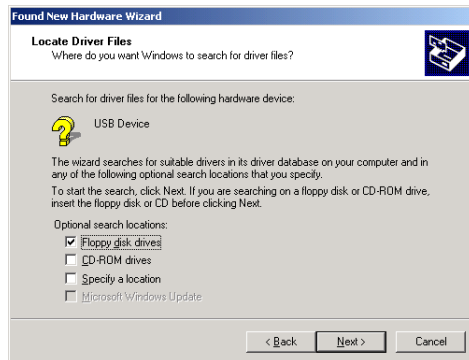 Found New Hardware Wizard
Locate Driver Files
Where do you want Windows to search for driver files?
Search for driver files for the following hardware device:
USB Device
The wizard searches for suitable drivers in its driver database on your computer and in
any of the following optional search locations that you specify.
To start the search, click Next. If you are searching on a floppy disk or CD-ROM drive,
insert the floppy disk or CD before clicking Next.
Optional search locations:
Floppy disk drives
CD-ROM drives
Specify a location
Microsoft Windows Update
< Back Next > Cancel